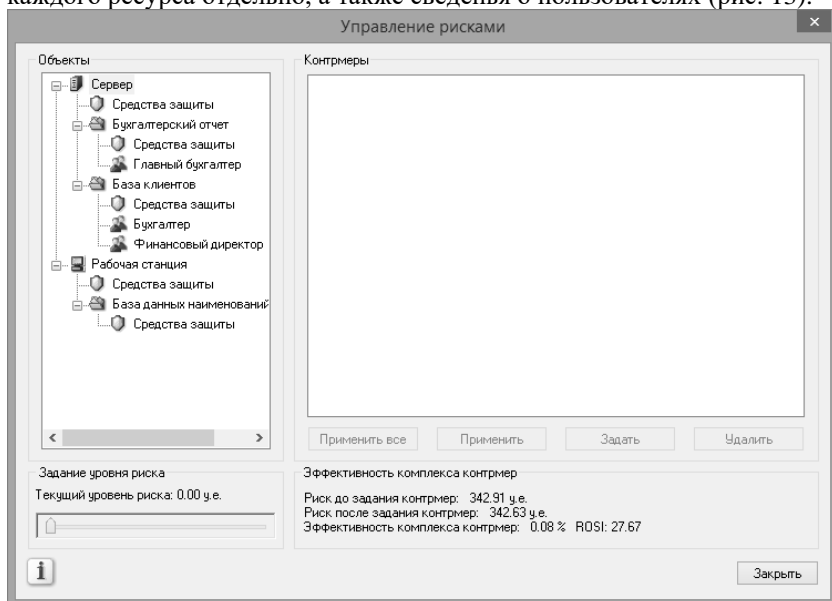 каждого ресурса отдельно, а также сведенья о пользователях (рис. 13).
Управление рисками
Объекты
Сервер
Средства защиты
Бухгалтерский отчет
Средства защиты
Главный бухгалтер
База клиентов
Средства защиты
Бухгалтер
Финансовый директор
Рабочая станция
Средства защиты
База данных наименований
Средства защиты
Контрмеры
Применить все
Применить
Задать
Удалить
Задание уровня риска
Текущий уровень риска: 0.00 у.е.
Эффективность комплекса контрмер
Риск до задания контрмер: 342.91 у.е.
Риск после задания контрмер: 342.63 у.е.
Эффективность комплекса контрмер: 0.08 % ROSI: 27.67
Закрыть